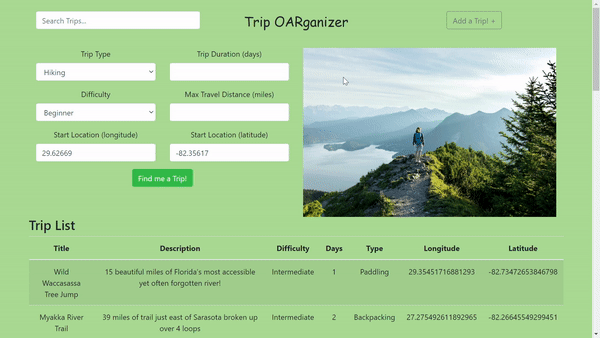 Search Trips...
Trip OARganizer
Add a Trip! +
Trip Type
Trip Duration (days)
Hiking
Difficulty
Max Travel Distance (miles)
Beginner
Start Location (longitude)
Start Location (latitude)
29.62669
-82.35617
Find me a Trip!
Trip List
Title Description Difficulty Days Type Longitude Latitude
Wild
Waccasassa
Tree Jump
15 beautiful miles of Florida's most accessible
yet often forgotten river!
Intermediate
1
Paddling
29.35451716881293
-82.73472653846798
Myakka River
Trail
39 miles of trail just east of Sarasota broken up
over 4 loops
Intermediate
2
Backpacking
27.275492611892965
-82.26645549299451